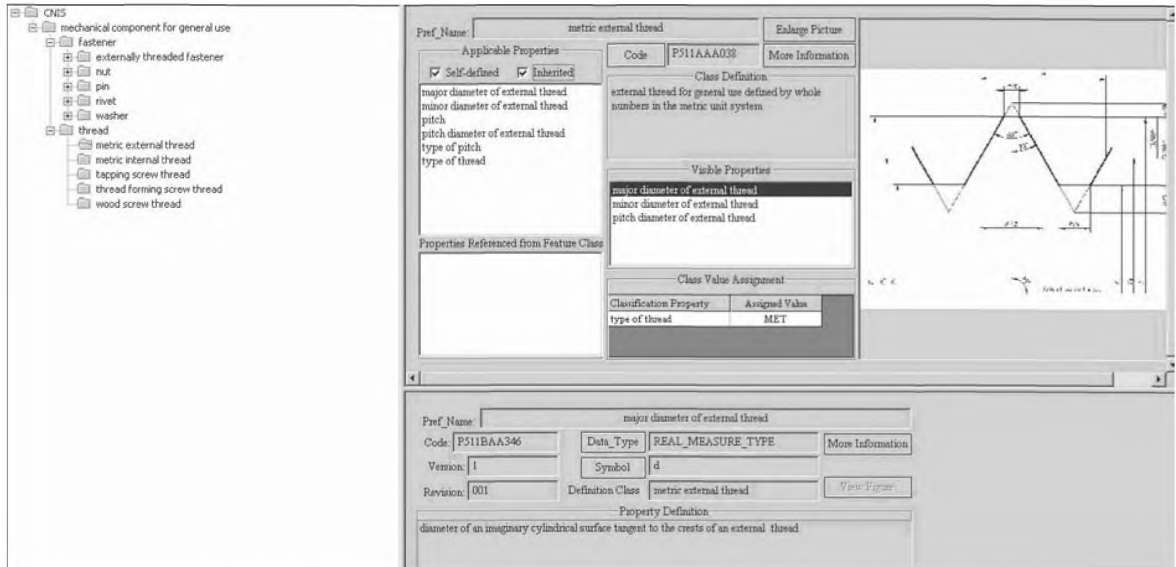 CNIS
mechanical component for general use
fastener
externally threaded fastener
nut
pin
rivet
washer
thread
metric external thread
metric internal thread
tapping screw thread
thread forming screw thread
wood screw thread
Pref_Name: metric external thread
Enlarge Picture
Applicable Properties
Self-defined Inherited
major diameter of external thread
minor diameter of external thread
pitch
pitch diameter of external thread
type of pitch
type of thread
Properties Referenced from Feature Class
Code P511AAA038 More Information
Class Definition
external thread for general use defined by whole
numbers in the metric unit system
Visible Properties
major diameter of external thread
minor diameter of external thread
pitch diameter of external thread
Class Value Assignment
Classification Property Assigned Value
type of thread MET
60°
Pref_Name: major diameter of external thread
Code: P511BAA346 Data_Type REAL_MEASURE_TYPE More Information
Version: 1 Symbol d
Revision: 001 Definition Class metric external thread View Figure
Property Definition
diameter of an imaginary cylindrical surface tangent to the crests of an external thread